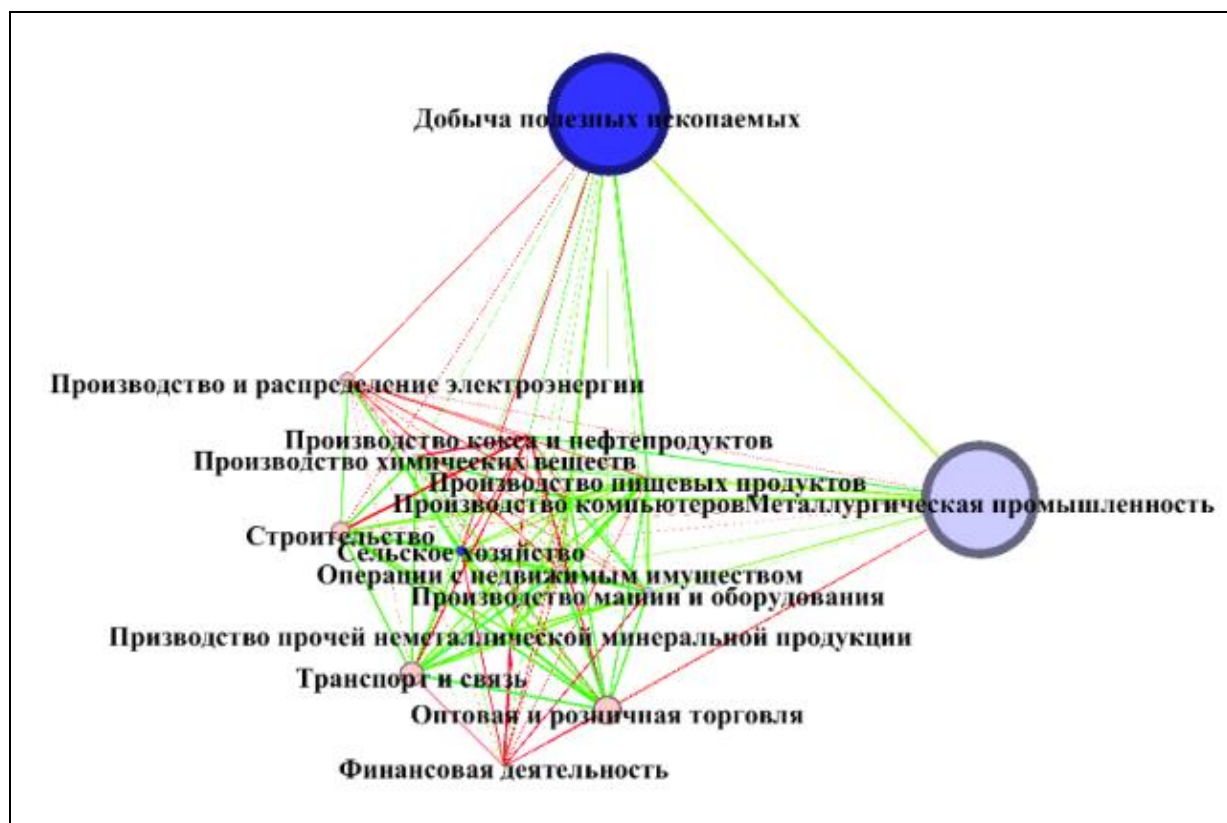 Добыча полезных ископаемых
Производство и распределение электроэнергии
Производство кокса и нефтепродуктов
Производство химических веществ
Производство пищевых продуктов
Производство компьютеров
Металлургическая промышленность
Строительство
Сельское хозяйство
Операции с недвижимым имуществом
Производство машин и оборудования
Призводство прочей неметаллической минеральной продукции
Транспорт и связь
Оптовая и розничная торговля
Финансовая деятельность